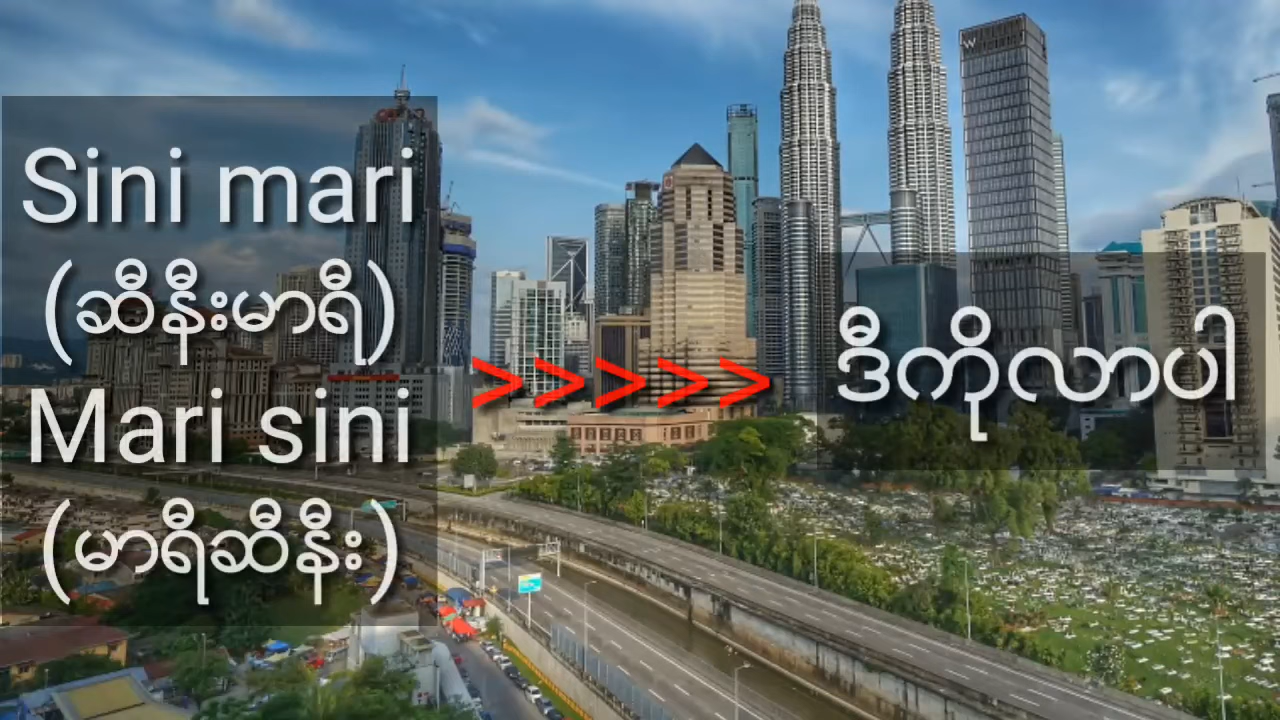 Sini mari
(ဆီနီးမာရီ)
Mari sini
(မာရီဆီနီး)
>>>>>
ဒီကိုလာပါ
W